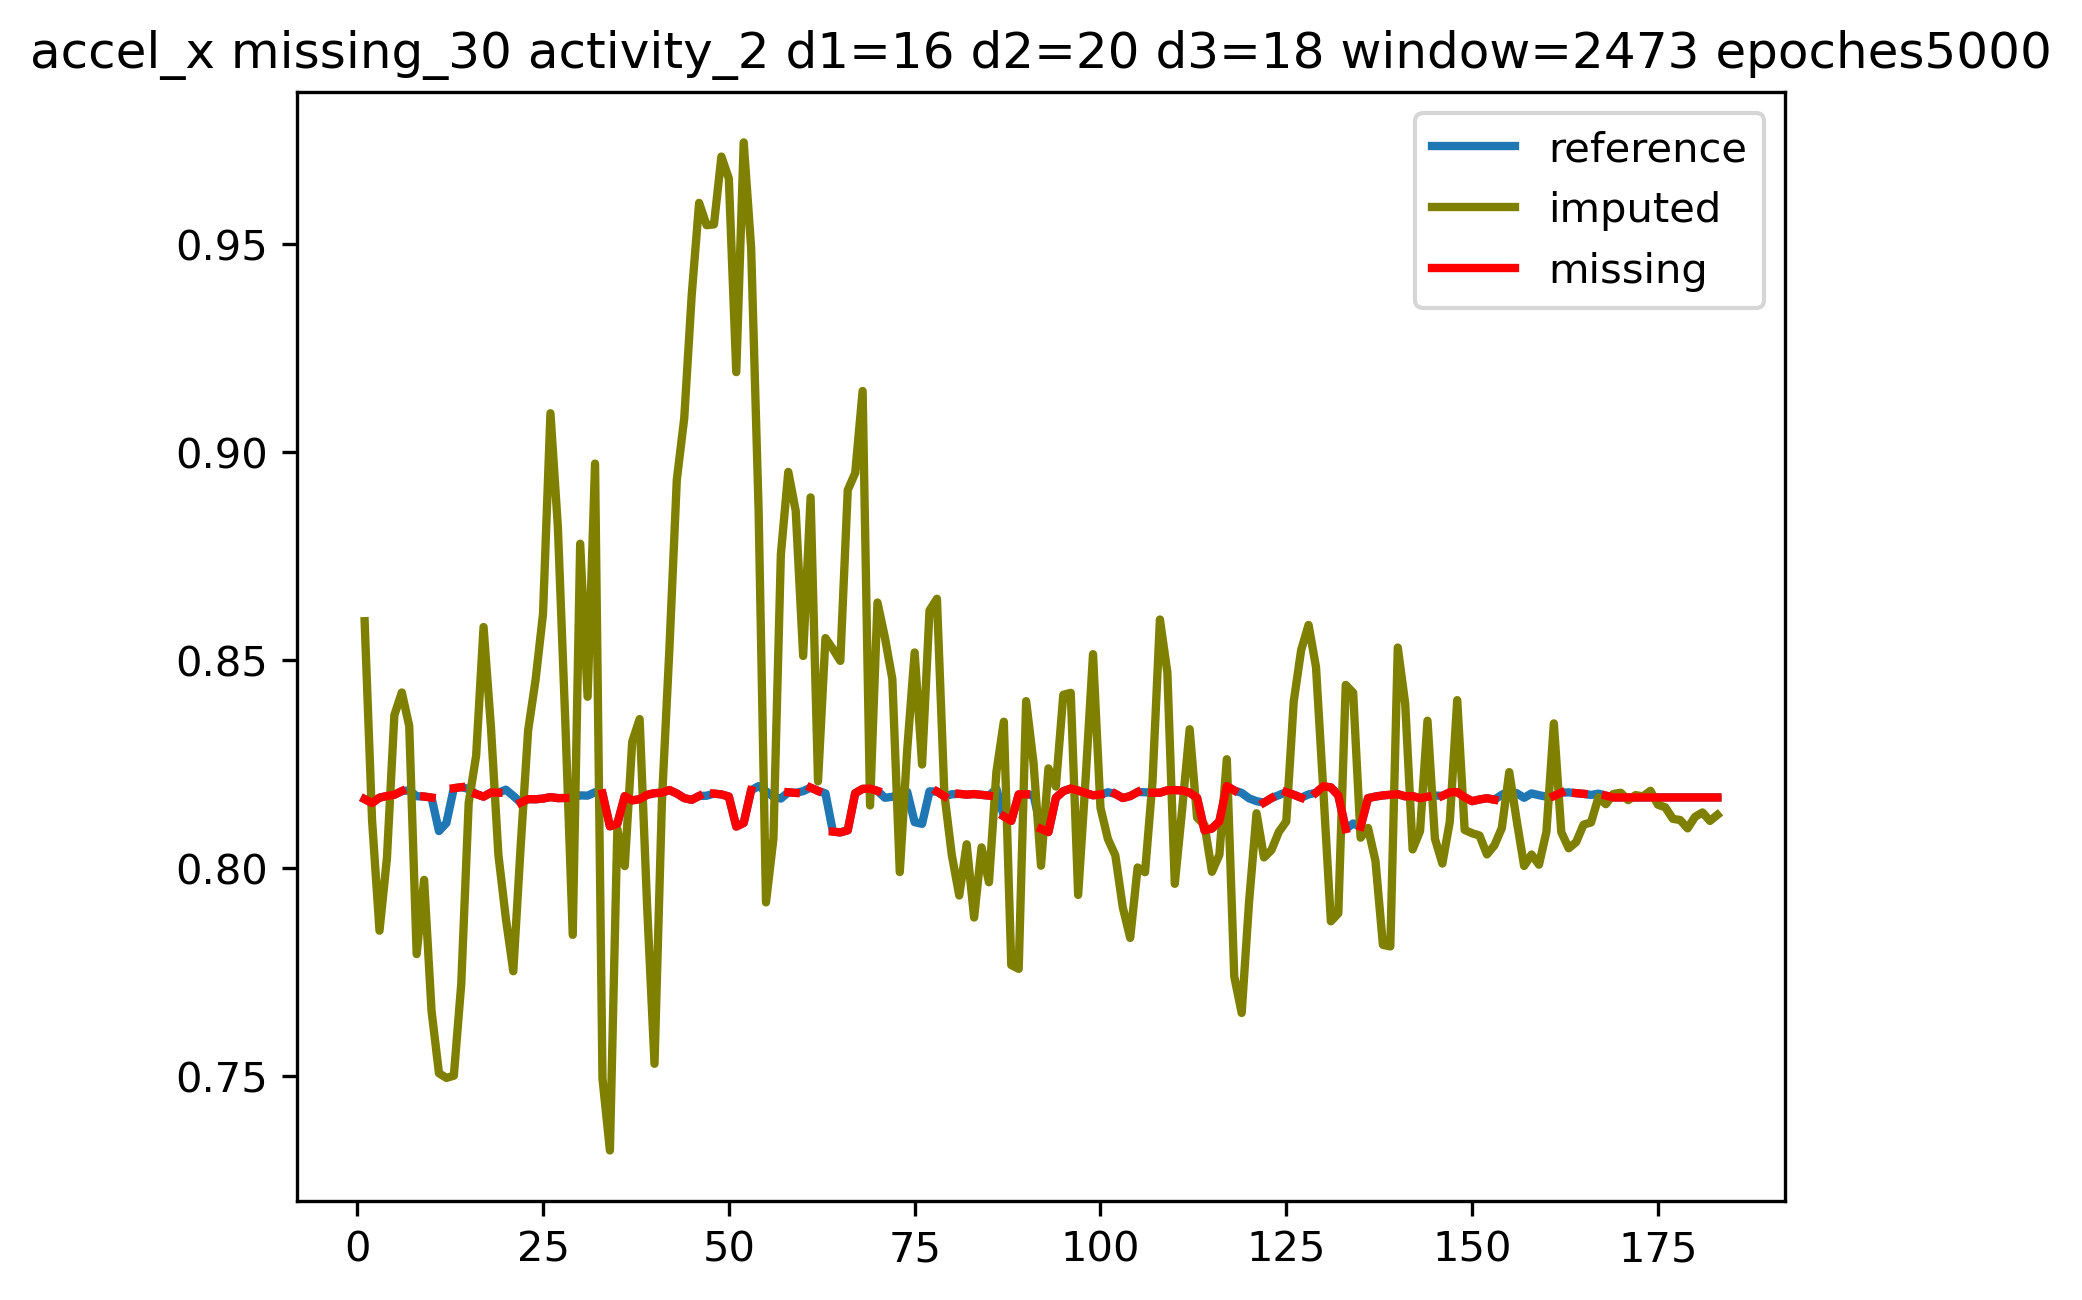 accel_x missing_30 activity_2 d1=16 d2=20 d3=18 window=2473 epoches5000
reference
imputed
missing
0.95
0.90
0.85
0.80
0.75
0 25 50 75 100 125 150 175